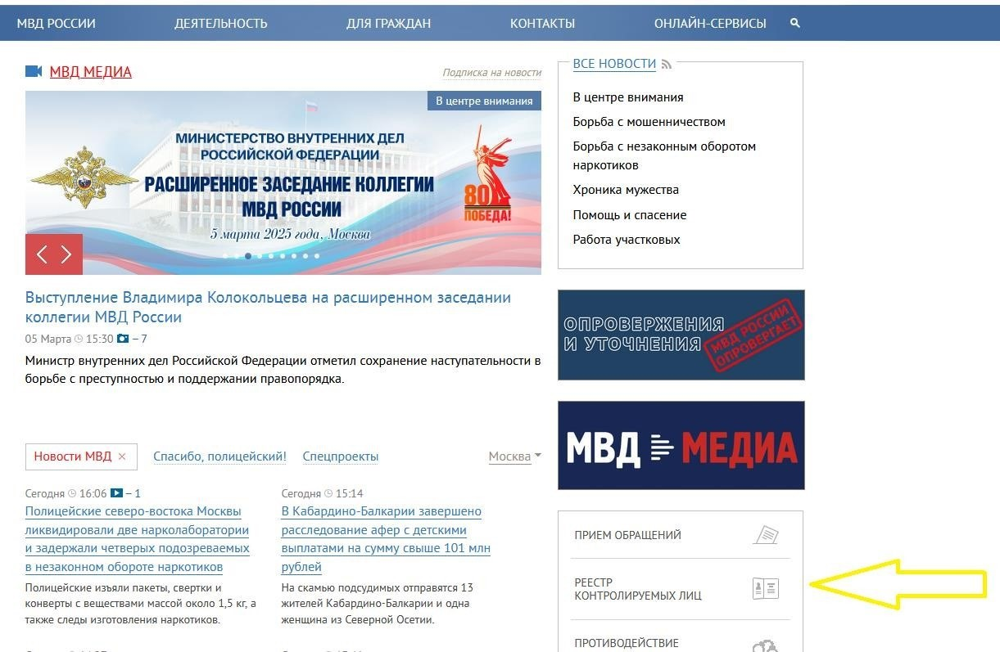 МВД РОССИИ
ДЕЯТЕЛЬНОСТЬ
ДЛЯ ГРАЖДАН
КОНТАКТЫ
ОНЛАЙН-СЕРВИСЫ
МВД МЕДИА
Подписка на новости
В центре внимания
МИНИСТЕРСТВО ВНУТРЕННИХ ДЕЛ
РОССИЙСКОЙ ФЕДЕРАЦИИ
РАСШИРЕННОЕ ЗАСЕДАНИЕ КОЛЛЕГИИ
МВД РОССИИ
5 марта 2025 года, Москва
80
ПОБЕДА!
Выступление Владимира Колокольцева на расширенном заседании
коллегии МВД России
05 Марта 15:30 – 7
Министр внутренних дел Российской Федерации отметил сохранение наступательности в
борьбе с преступностью и поддержании правопорядка.
Новости МВД ×
Спасибо, полицейский!
Спецпроекты
Москва
Сегодня 16:06 – 1
Полицейские северо-востока Москвы
ликвидировали две нарколаборатории
и задержали четверых подозреваемых
в незаконном обороте наркотиков
Полицейские изъяли пакеты, свертки и
конверты с веществами массой около 1,5 кг, а
также следы изготовления наркотиков.
Сегодня 15:14
В Кабардино-Балкарии завершено
расследование афер с детскими
выплатами на сумму свыше 101 млн
рублей
На скамью подсудимых отправятся 13
жителей Кабардино-Балкарии и одна
женщина из Северной Осетии.
ВСЕ НОВОСТИ
В центре внимания
Борьба с мошенничеством
Борьба с незаконным оборотом
наркотиков
Хроника мужества
Помощь и спасение
Работа участковых
ОПРОВЕРЖЕНИЯ
И УТОЧНЕНИЯ
МВД РОССИИ
ОПРОВЕРГАЕТ
МВД МЕДИА
ПРИЕМ ОБРАЩЕНИЙ
РЕЕСТР
КОНТРОЛИРУЕМЫХ ЛИЦ
ПРОТИВОДЕЙСТВИЕ